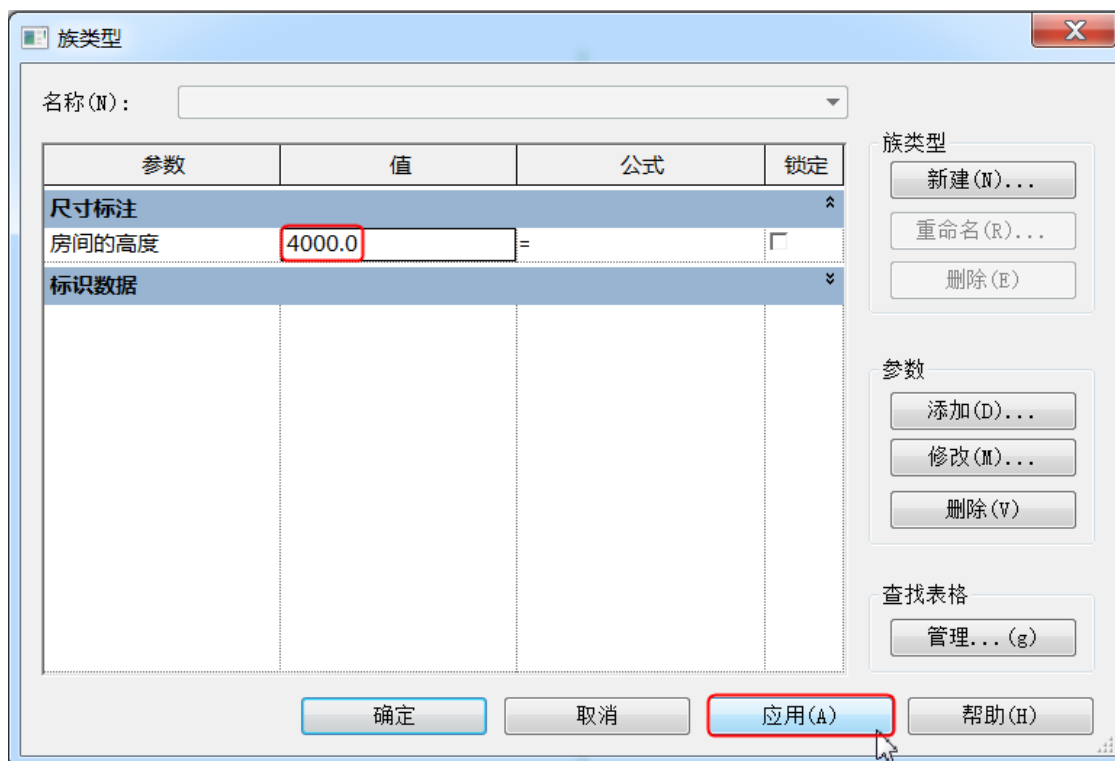 族类型
名称(N):
参数 值 公式 锁定
族类型
新建(N)...
尺寸标注
房间的高度 4000.0 =
重命名(R)...
标识数据
删除(E)
参数
添加(D)...
修改(M)...
删除(V)
查找表格
管理...(g)
确定 取消 应用(A) 帮助(H)